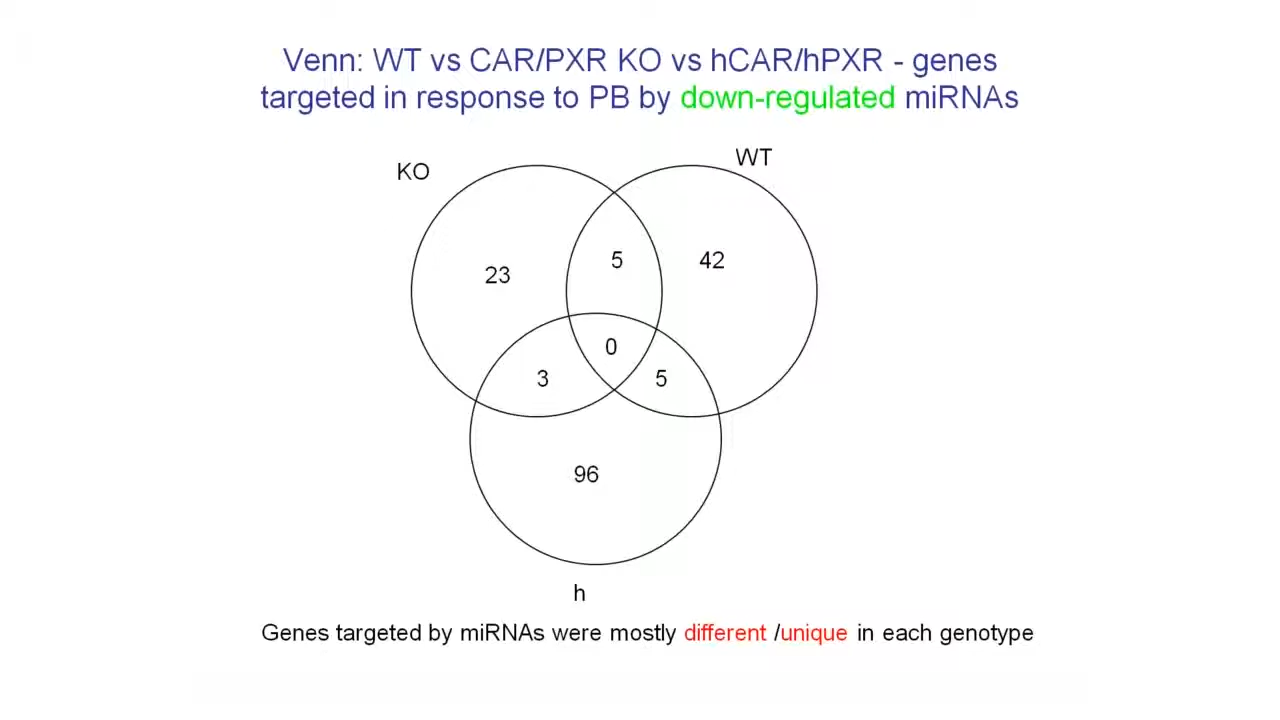 Venn: WT vs CAR/PXR KO vs hCAR/hPXR - genes
targeted in response to PB by down-regulated miRNAs
WT
KO
5
42
23
0
3
5
96
h
Genes targeted by miRNAs were mostly different /unique in each genotype